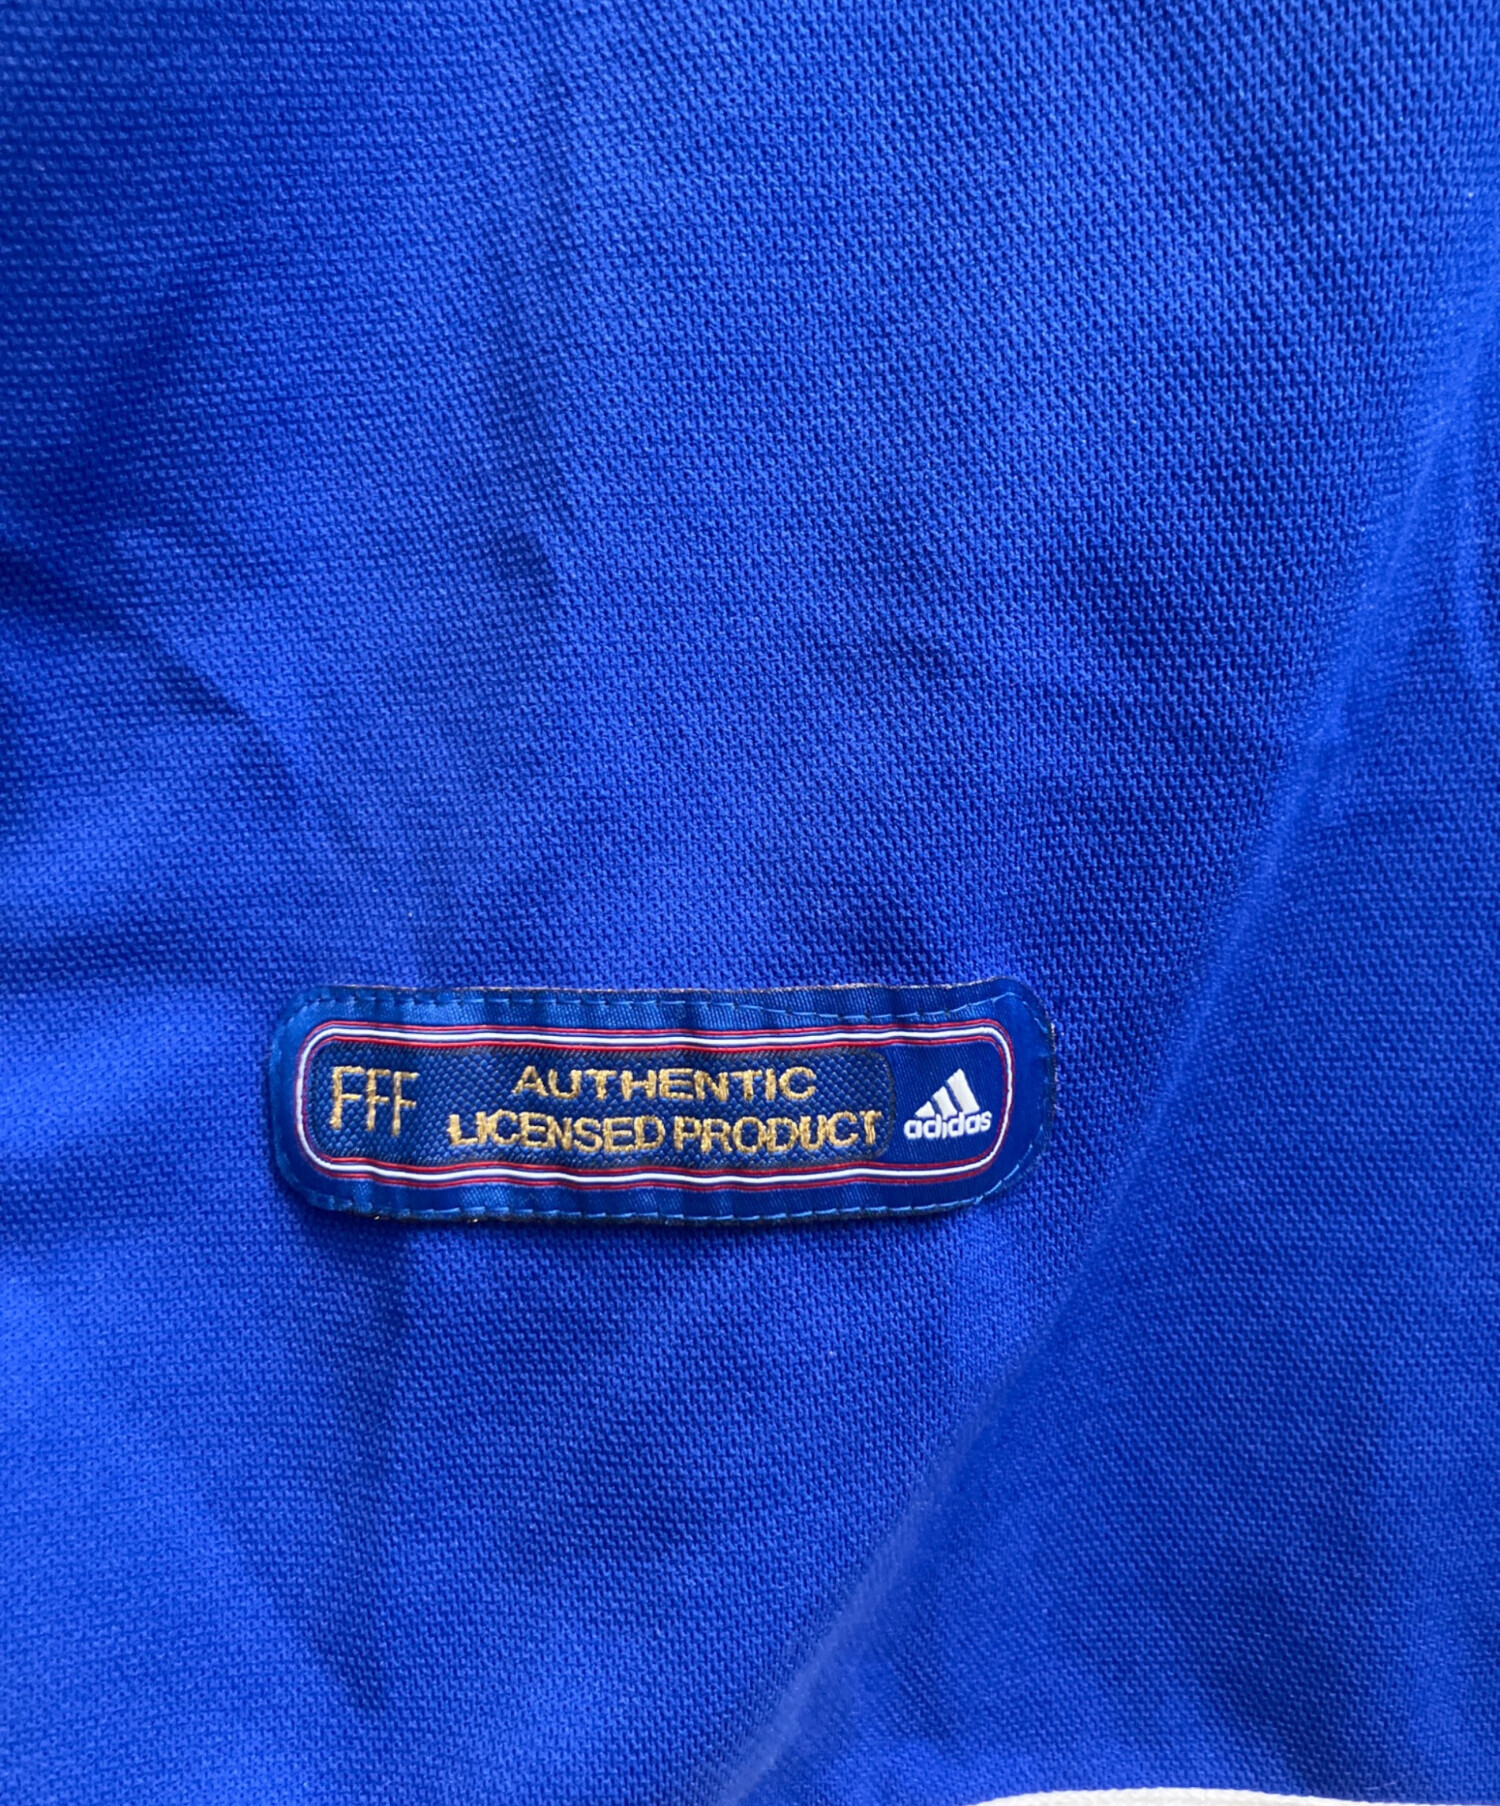 FFF
AUTHENTIC
LICENSED PRODUCT
adidas